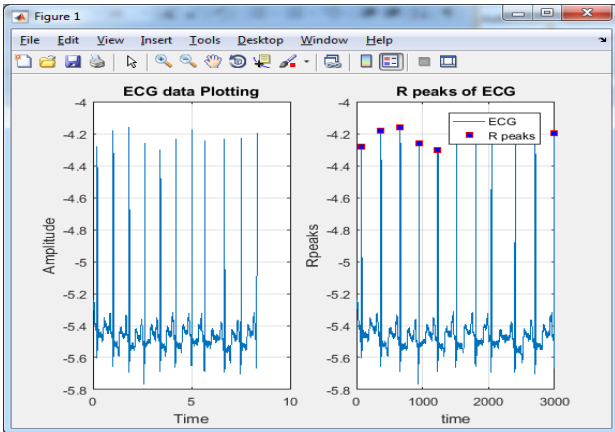 Figure 1
File Edit View Insert Tools Desktop Window Help
ECG data Plotting
R peaks of ECG
-4
-4.2
-4.4
-4.6
-4.8
-5
-5.2
-5.4
-5.6
-5.8
Amplitude
0 5 10
Time
-4
-4.2
-4.4
-4.6
-4.8
-5
-5.2
-5.4
-5.6
-5.8
Rpeaks
ECG
R peaks
0 1000 2000 3000
time